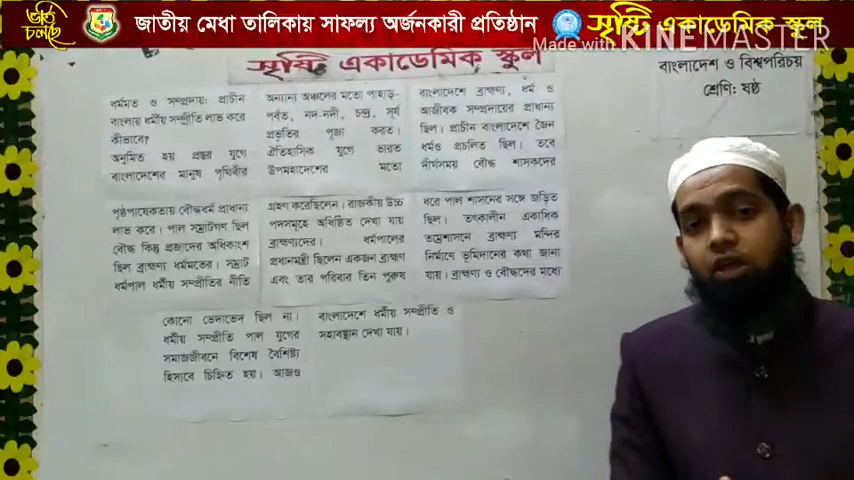 ভর্তি চলছে
জাতীয় মেধা তালিকায় সাফল্য অর্জনকারী প্রতিষ্ঠান
সৃষ্টি একাডেমিক স্কুল
Made with KINEMASTER
সৃষ্টি একাডেমিক স্কুল
বাংলাদেশ ও বিশ্বপরিচয়
শ্রেণি: ষষ্ঠ
ধর্মমত ও সম্প্রদায়: প্রাচীন
বাংলায় ধর্মীয় সম্প্রীতি লাভ করে
কীভাবে?
অনুমিত হয় প্রস্তর যুগে
বাংলাদেশের মানুষ পৃথিবীর
অন্যান্য অঞ্চলের মতো পাহাড়-
পর্বত, নদ-নদী, চন্দ্র, সূর্য
প্রভৃতির পূজা করত।
ঐতিহাসিক যুগে ভারত
উপমহাদেশের মতো
বাংলাদেশে ব্রাহ্মণ্য, ধর্ম ও
আজীবক সম্প্রদায়ের প্রাধান্য
ছিল। প্রাচীন বাংলাদেশে জৈন
ধর্মও প্রচলিত ছিল। তবে
দীর্ঘসময় বৌদ্ধ শাসকদের
পৃষ্ঠপোষকতায় বৌদ্ধধর্ম প্রাধান্য
লাভ করে। পাল সম্রাটগণ ছিল
বৌদ্ধ কিন্তু প্রজাদের অধিকাংশ
ছিল ব্রাহ্মণ্য ধর্মমতের। সম্রাট
ধর্মপাল ধর্মীয় সম্প্রীতির নীতি
গ্রহণ করেছিলেন। রাজকীয় উচ্চ
পদসমূহে অধিষ্ঠিত দেখা যায়
ব্রাহ্মণ্যদের। ধর্মপালের
প্রধানমন্ত্রী ছিলেন একজন ব্রাহ্মণ
এবং তার পরিবার তিন পুরুষ
ধরে পাল শাসনের সঙ্গে জড়িত
ছিল। তৎকালীন একাধিক
তাম্রশাসনে ব্রাহ্মণ্য মন্দির
নির্মাণে ভূমিদানের কথা জানা
যায়। ব্রাহ্মণ্য ও বৌদ্ধদের মধ্যে
কোনো ভেদাভেদ ছিল না।
ধর্মীয় সম্প্রীতি পাল যুগের
সমাজজীবনে বিশেষ বৈশিষ্ট্য
হিসাবে চিহ্নিত হয়। আজও
বাংলাদেশে ধর্মীয় সম্প্রীতি ও
সহাবস্থান দেখা যায়।